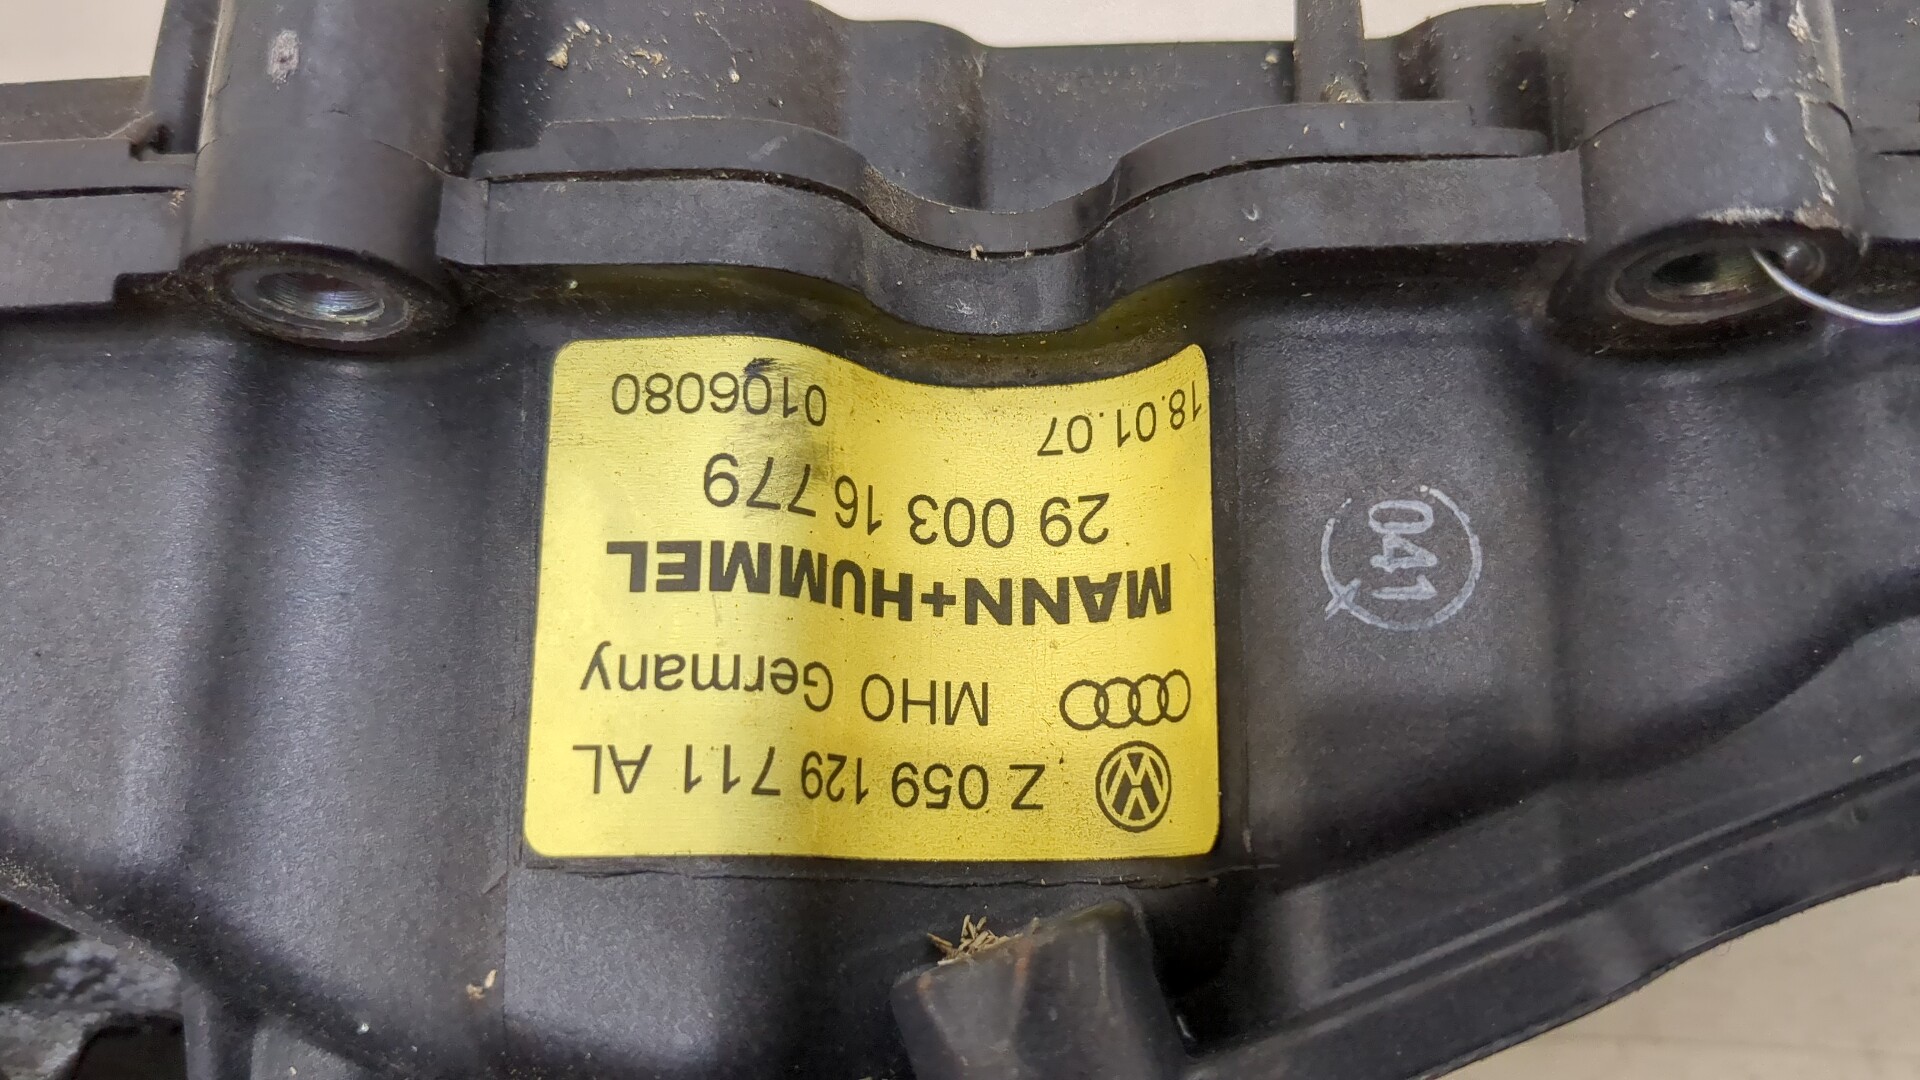 Z 059 129 711 AL
MHO Germany
MANN+HUMMEL
29 003 16 779
18.01.07 0106080
041